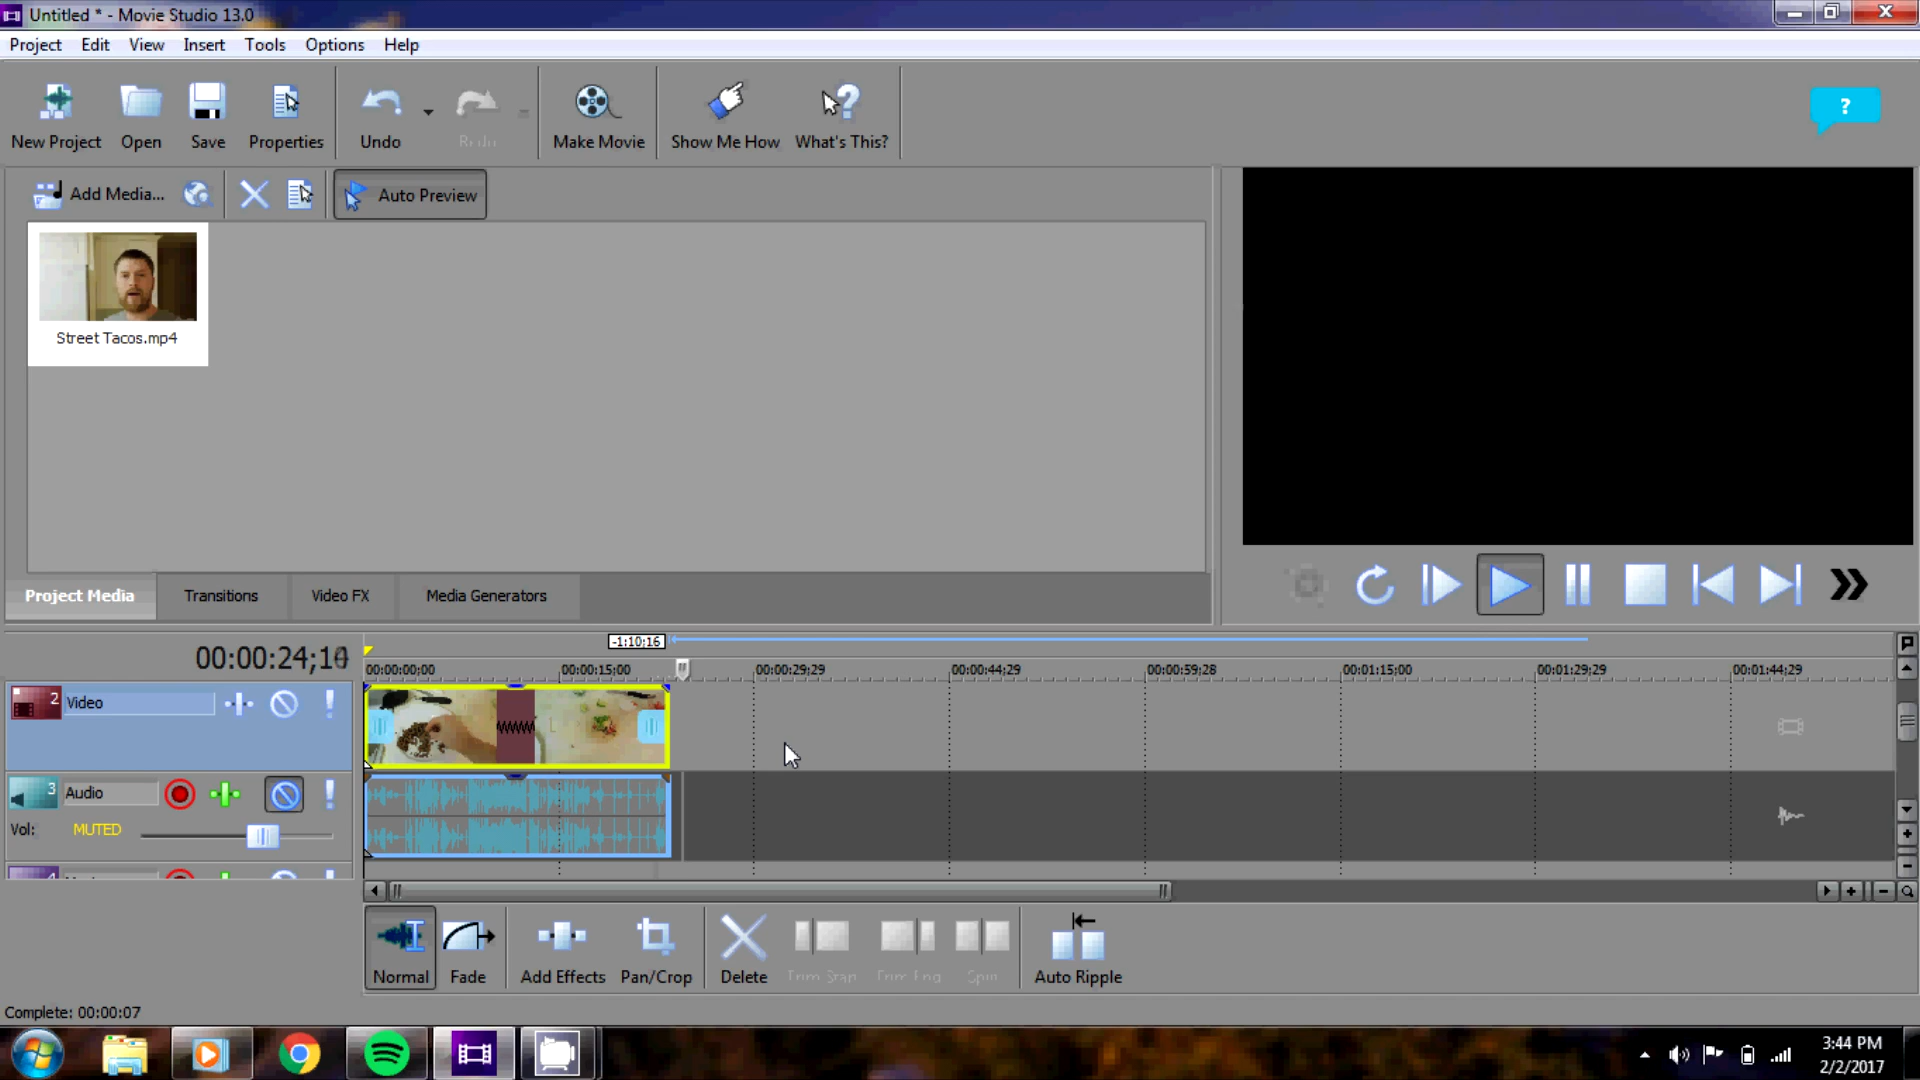 Untitled * - Movie Studio 13.0
Project Edit View Insert Tools Options Help
New Project Open Save Properties Undo Redo Make Movie Show Me How What's This?
?
Add Media... Auto Preview
Street Tacos.mp4
Project Media Transitions Video FX Media Generators
-1:10:16
00:00:24;10
00:00:00;00 00:00:15;00 00:00:29;29 00:00:44;29 00:00:59;28 00:01:15;00 00:01:29;29 00:01:44;29
2 Video
3 Audio
Vol: MUTED
Normal Fade Add Effects Pan/Crop Delete Trim Start Trim End Split Auto Ripple
Complete: 00:00:07
3:44 PM
2/2/2017